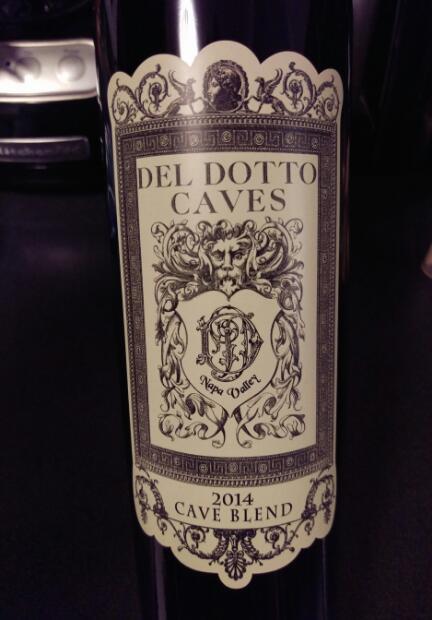 DEL DOTTO
CAVES
Napa Valley
2014
CAVE BLEND